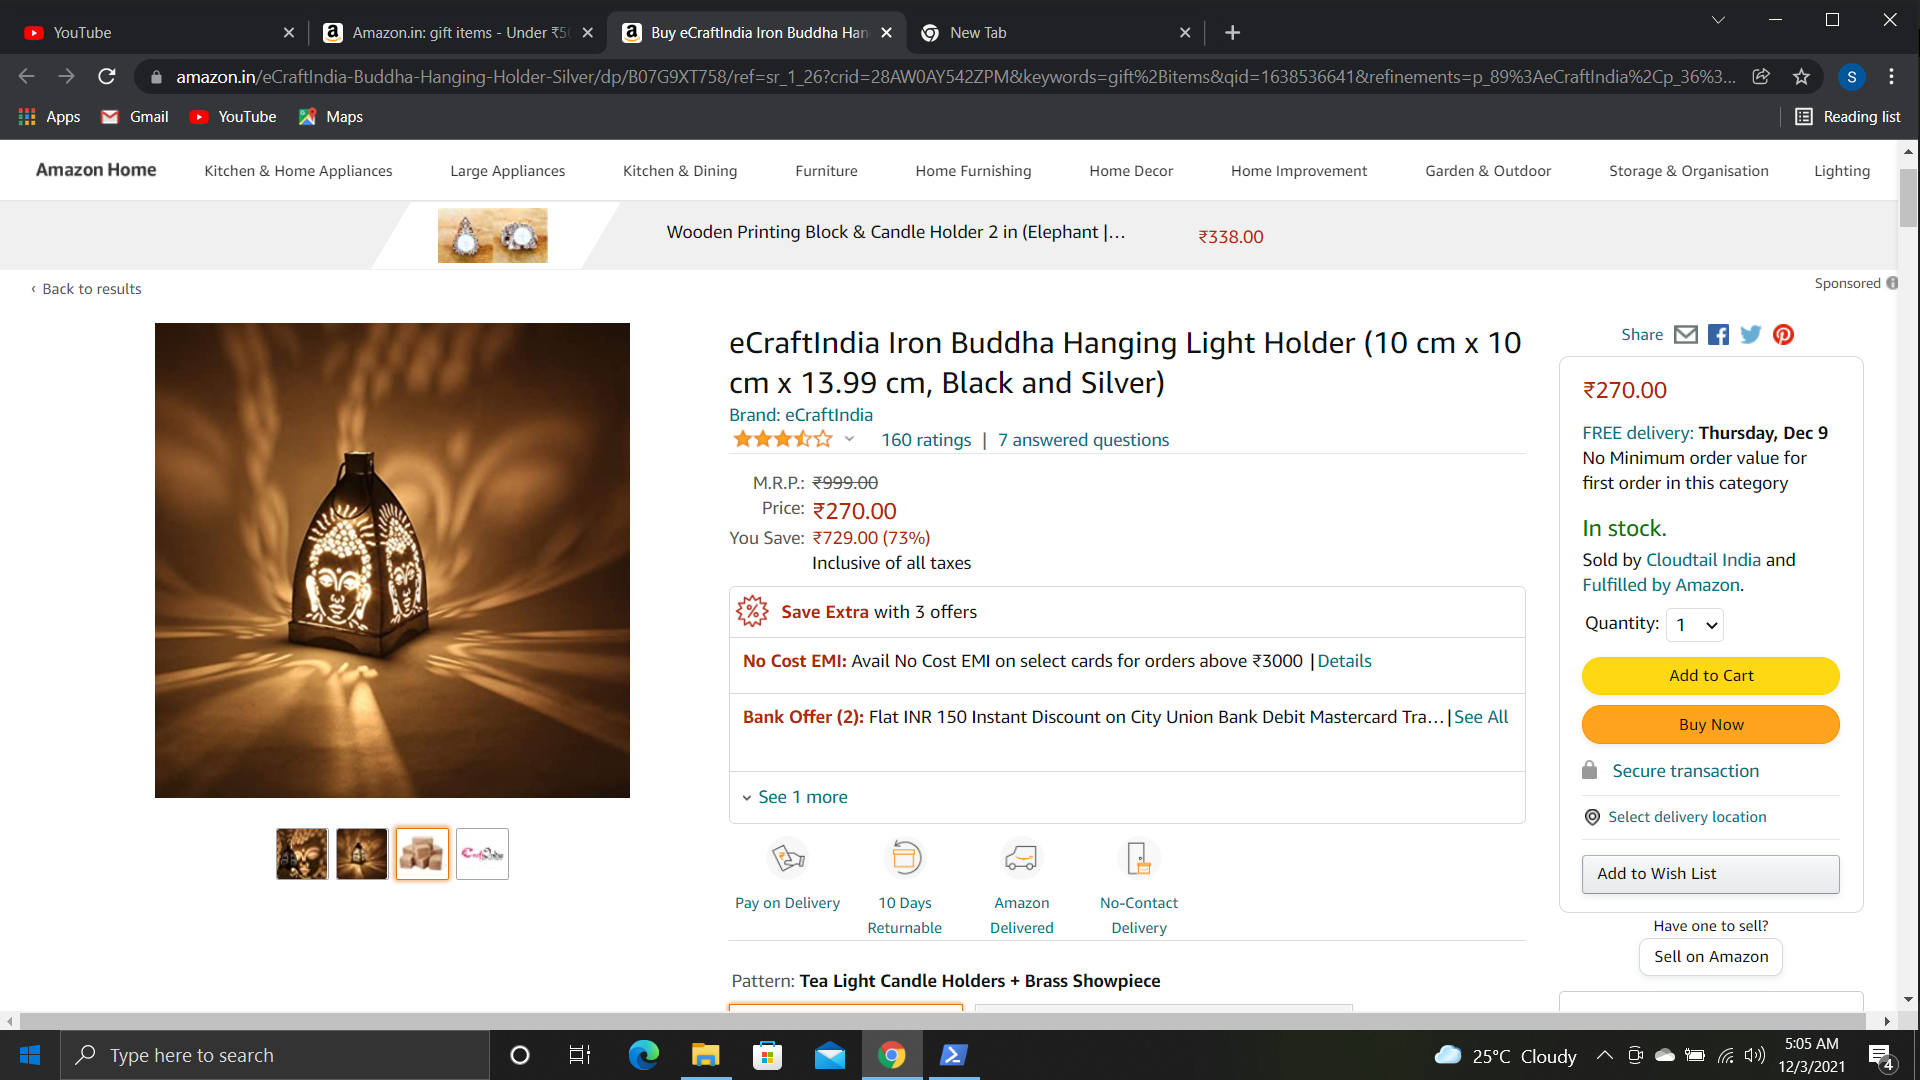 YouTube
Amazon.in: gift items - Under ₹50
Buy eCraftIndia Iron Buddha Han
New Tab
amazon.in/eCraftIndia-Buddha-Hanging-Holder-Silver/dp/B07G9XT758/ref=sr_1_26?crid=28AW0AY542ZPM&keywords=gift%2Bitems&qid=1638536641&refinements=p_89%3AeCraftIndia%2Cp_36%3...
S
Apps
Gmail
YouTube
Maps
Reading list
Amazon Home
Kitchen & Home Appliances
Large Appliances
Kitchen & Dining
Furniture
Home Furnishing
Home Decor
Home Improvement
Garden & Outdoor
Storage & Organisation
Lighting
Wooden Printing Block & Candle Holder 2 in (Elephant |…
₹338.00
‹ Back to results
Sponsored
eCraftIndia Iron Buddha Hanging Light Holder (10 cm x 10
cm x 13.99 cm, Black and Silver)
Brand: eCraftIndia
160 ratings | 7 answered questions
M.R.P.: ₹999.00
Price: ₹270.00
You Save: ₹729.00 (73%)
Inclusive of all taxes
Save Extra with 3 offers
No Cost EMI: Avail No Cost EMI on select cards for orders above ₹3000 | Details
Bank Offer (2): Flat INR 150 Instant Discount on City Union Bank Debit Mastercard Tra… | See All
See 1 more
Pay on Delivery
10 Days
Returnable
Amazon
Delivered
No-Contact
Delivery
Pattern: Tea Light Candle Holders + Brass Showpiece
Share
₹270.00
FREE delivery: Thursday, Dec 9
No Minimum order value for
first order in this category
In stock.
Sold by Cloudtail India and
Fulfilled by Amazon.
Quantity: 1
Add to Cart
Buy Now
Secure transaction
Select delivery location
Add to Wish List
Have one to sell?
Sell on Amazon
Type here to search
25°C Cloudy
5:05 AM
12/3/2021
4